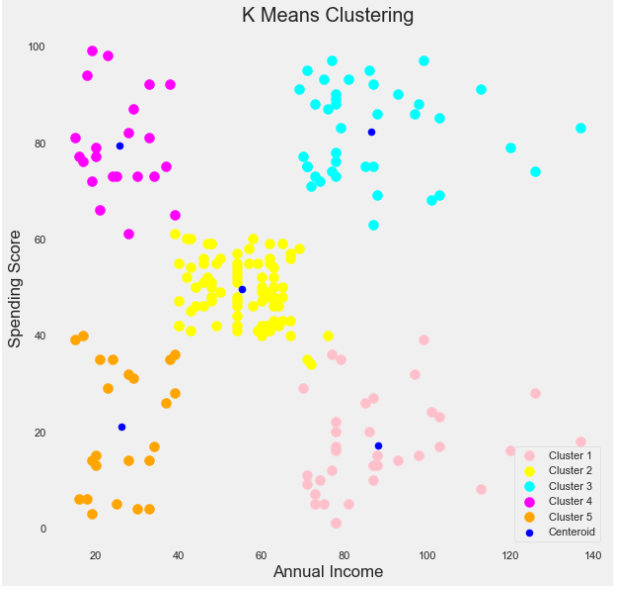 K Means Clustering
100
80
60
40
20
0
Spending Score
20 40 60 80 100 120 140
Annual Income
Cluster 1
Cluster 2
Cluster 3
Cluster 4
Cluster 5
Centeroid